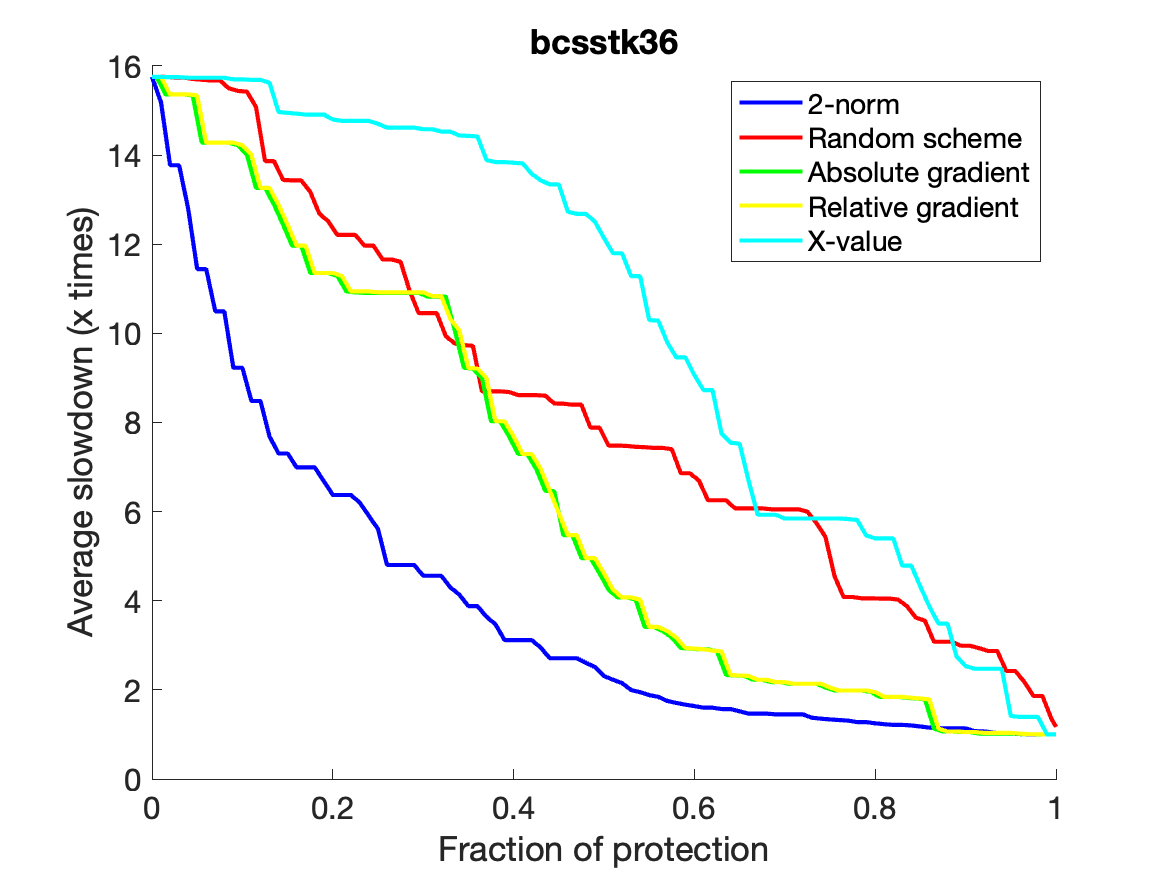 bcsstk36
16
14
12
10
8
6
4
2
0
Average slowdown (x times)
2-norm
Random scheme
Absolute gradient
Relative gradient
X-value
0 0.2 0.4 0.6 0.8 1
Fraction of protection